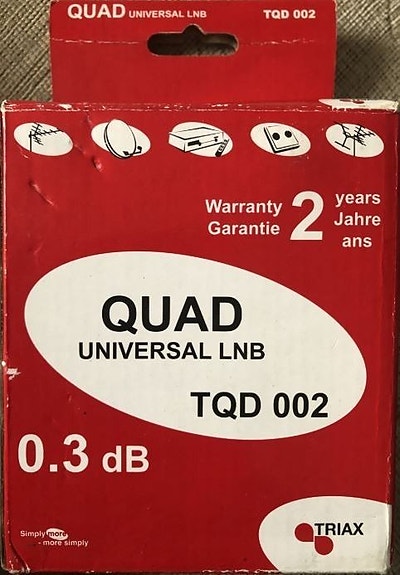 QUAD UNIVERSAL LNB TQD 002
Warranty 2 years
Garantie Jahre
ans
QUAD
UNIVERSAL LNB
TQD 002
0.3 dB
Simply more
- more simply
TRIAX